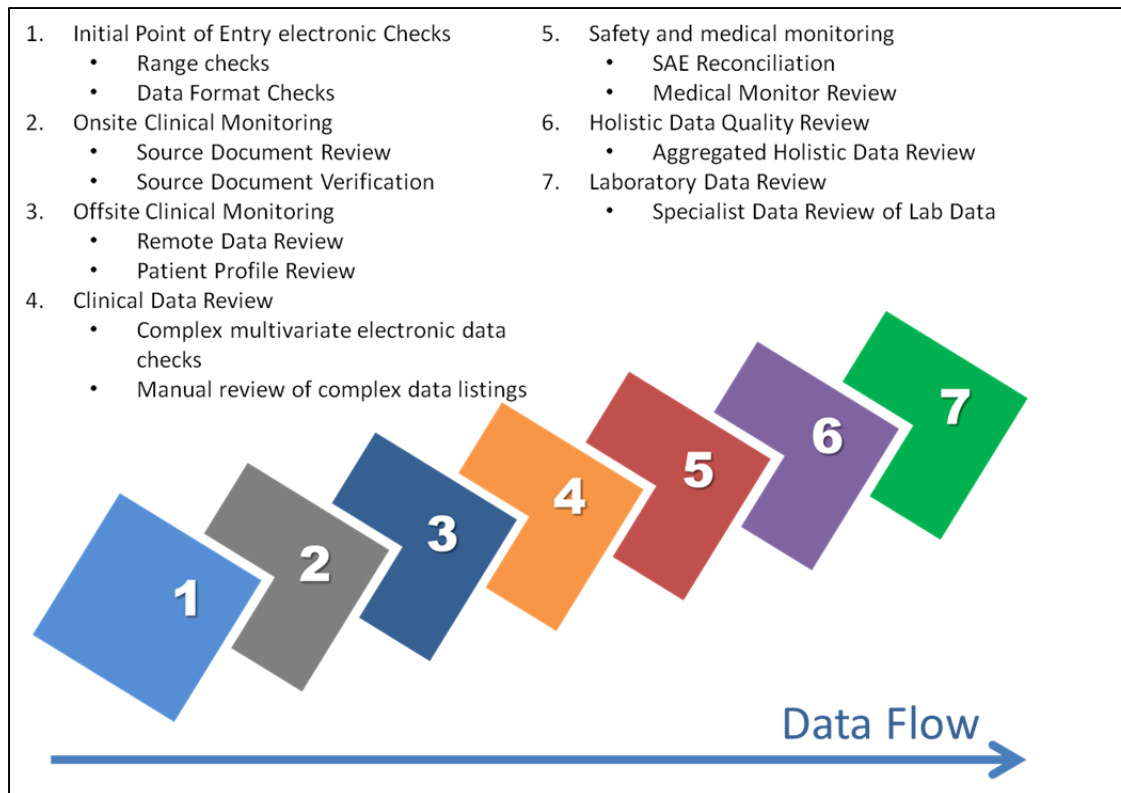 1. Initial Point of Entry electronic Checks
• Range checks
• Data Format Checks
2. Onsite Clinical Monitoring
• Source Document Review
• Source Document Verification
3. Offsite Clinical Monitoring
• Remote Data Review
• Patient Profile Review
4. Clinical Data Review
• Complex multivariate electronic data
checks
• Manual review of complex data listings
5. Safety and medical monitoring
• SAE Reconciliation
• Medical Monitor Review
6. Holistic Data Quality Review
• Aggregated Holistic Data Review
7. Laboratory Data Review
• Specialist Data Review of Lab Data
1
2
3
4
5
6
7
Data Flow